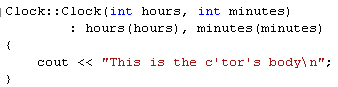 Clock::Clock(int hours, int minutes)
: hours(hours), minutes(minutes)
{
cout << "This is the c'tor's body\n";
}